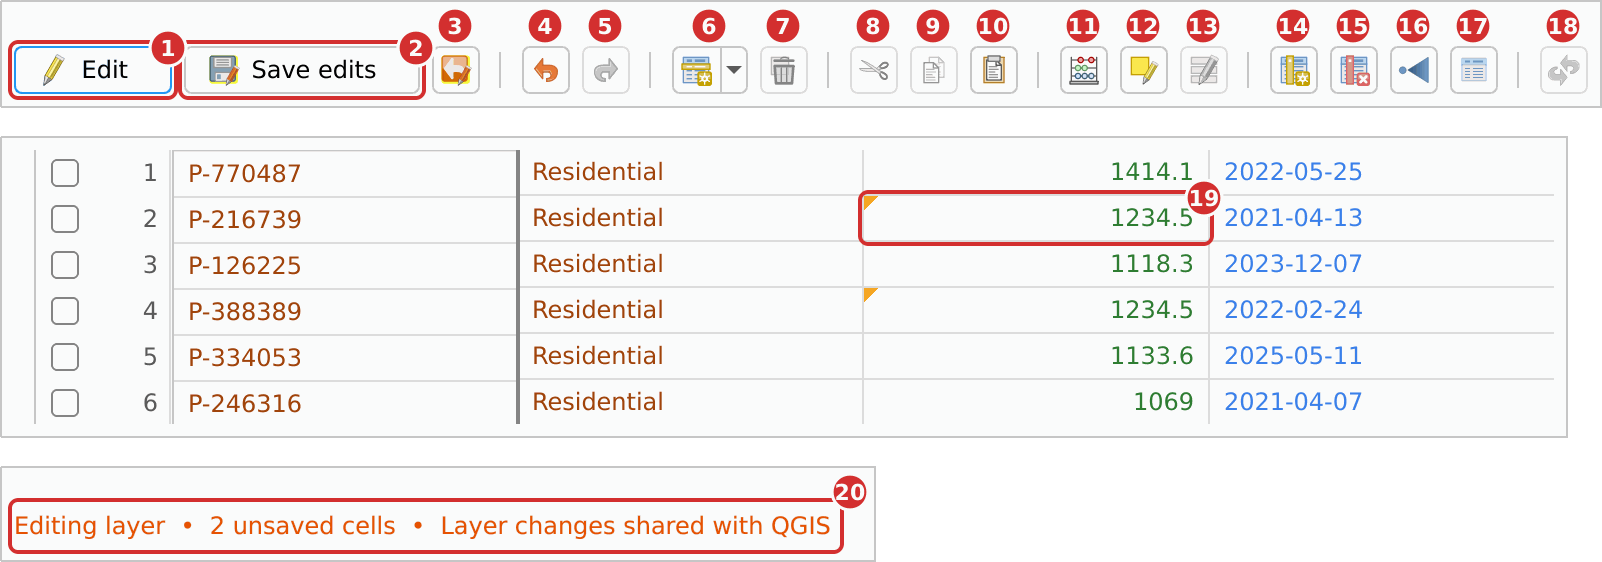 1 2 3 4 5 6 7 8 9 10 11 12 13 14 15 16 17 18
Edit Save edits
1 P-770487 Residential 1414.1 2022-05-25
19
2 P-216739 Residential 1234.5 2021-04-13
3 P-126225 Residential 1118.3 2023-12-07
4 P-388389 Residential 1234.5 2022-02-24
5 P-334053 Residential 1133.6 2025-05-11
6 P-246316 Residential 1069 2021-04-07
20
Editing layer • 2 unsaved cells • Layer changes shared with QGIS